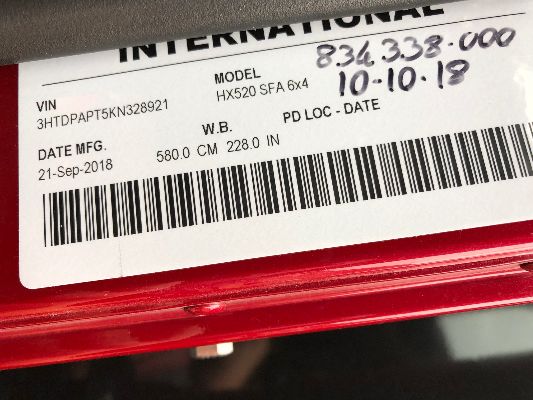 INTERNATIONAL
834338-000
VIN MODEL 10-10-18
3HTDPAPT5KN328921 HX520 SFA 6x4
DATE MFG. W.B. PD LOC - DATE
21-Sep-2018 580.0 CM 228.0 IN